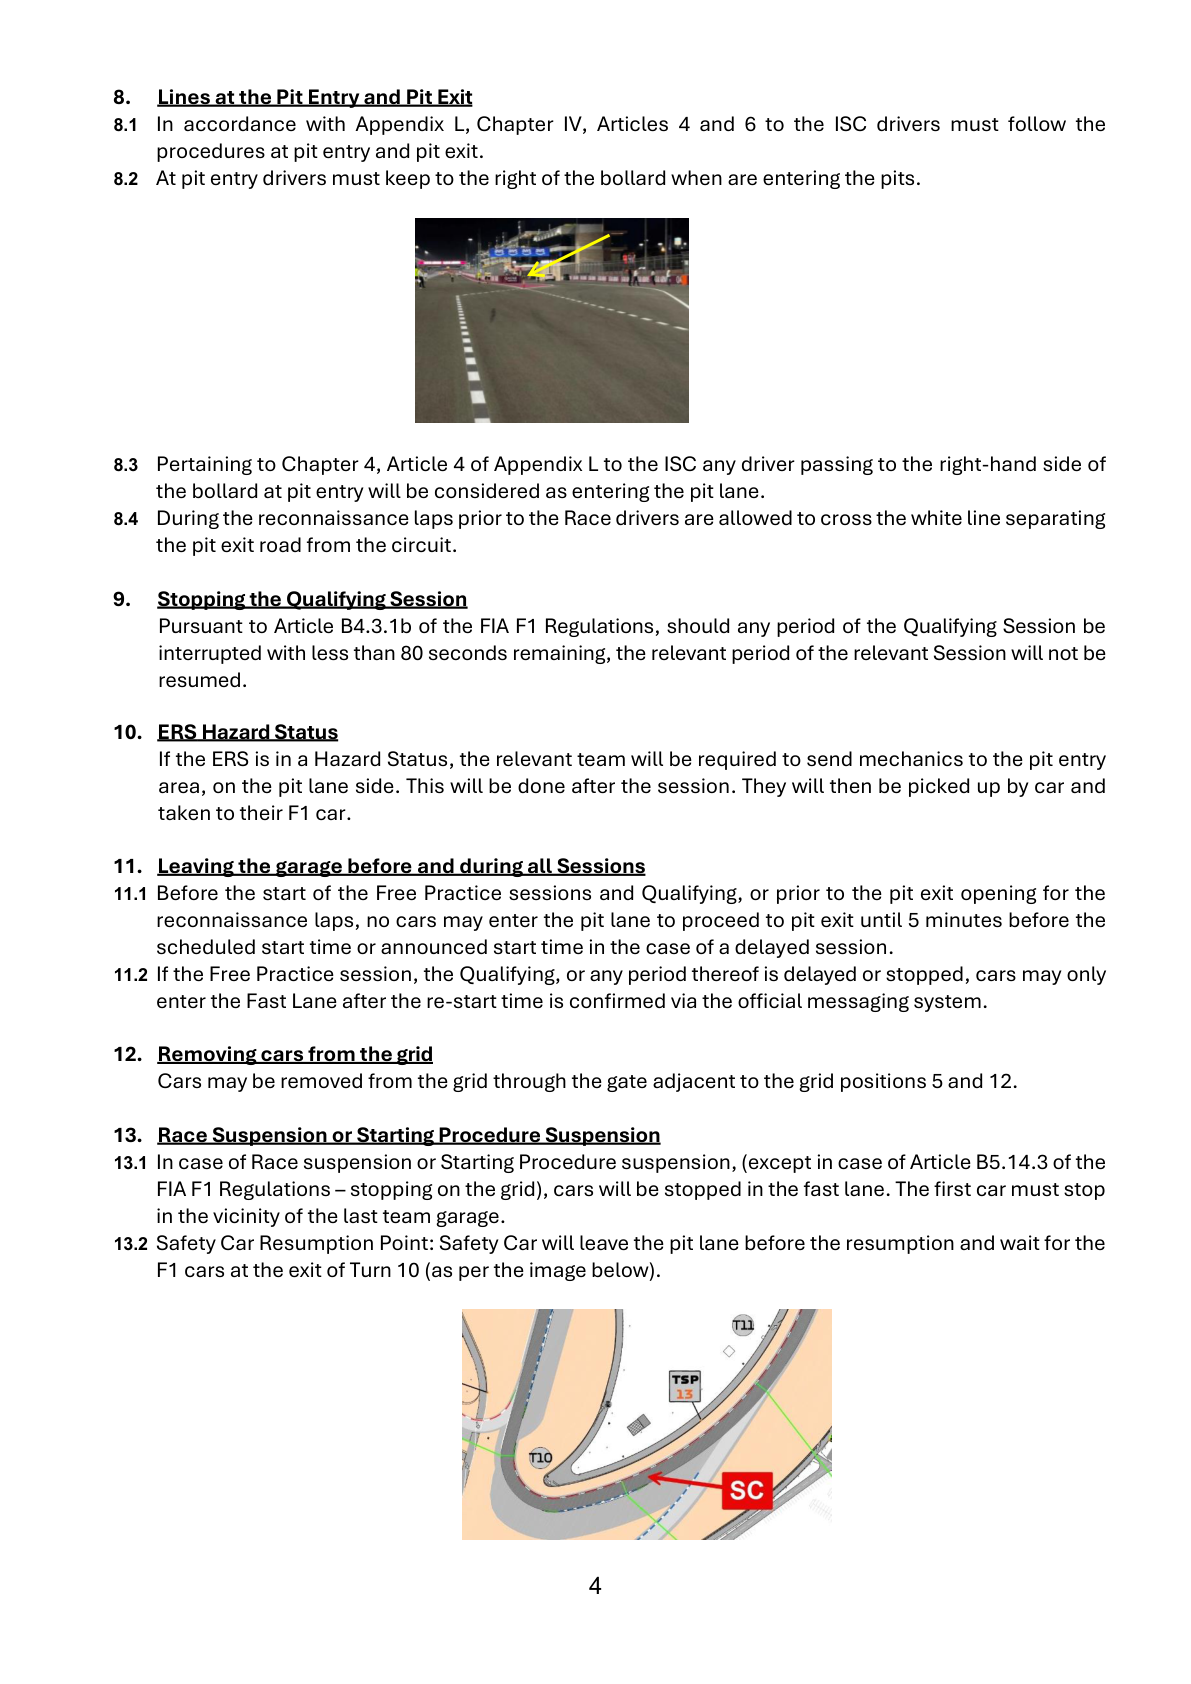 8. Lines at the Pit Entry and Pit Exit
8.1 In accordance with Appendix L, Chapter IV, Articles 4 and 6 to the ISC drivers must follow the
procedures at pit entry and pit exit.
8.2 At pit entry drivers must keep to the right of the bollard when are entering the pits.
8.3 Pertaining to Chapter 4, Article 4 of Appendix L to the ISC any driver passing to the right-hand side of
the bollard at pit entry will be considered as entering the pit lane.
8.4 During the reconnaissance laps prior to the Race drivers are allowed to cross the white line separating
the pit exit road from the circuit.
9. Stopping the Qualifying Session
Pursuant to Article B4.3.1b of the FIA F1 Regulations, should any period of the Qualifying Session be
interrupted with less than 80 seconds remaining, the relevant period of the relevant Session will not be
resumed.
10. ERS Hazard Status
If the ERS is in a Hazard Status, the relevant team will be required to send mechanics to the pit entry
area, on the pit lane side. This will be done after the session. They will then be picked up by car and
taken to their F1 car.
11. Leaving the garage before and during all Sessions
11.1 Before the start of the Free Practice sessions and Qualifying, or prior to the pit exit opening for the
reconnaissance laps, no cars may enter the pit lane to proceed to pit exit until 5 minutes before the
scheduled start time or announced start time in the case of a delayed session.
11.2 If the Free Practice session, the Qualifying, or any period thereof is delayed or stopped, cars may only
enter the Fast Lane after the re-start time is confirmed via the official messaging system.
12. Removing cars from the grid
Cars may be removed from the grid through the gate adjacent to the grid positions 5 and 12.
13. Race Suspension or Starting Procedure Suspension
13.1 In case of Race suspension or Starting Procedure suspension, (except in case of Article B5.14.3 of the
FIA F1 Regulations – stopping on the grid), cars will be stopped in the fast lane. The first car must stop
in the vicinity of the last team garage.
13.2 Safety Car Resumption Point: Safety Car will leave the pit lane before the resumption and wait for the
F1 cars at the exit of Turn 10 (as per the image below).
T11
TSP
13
T10
SC
4